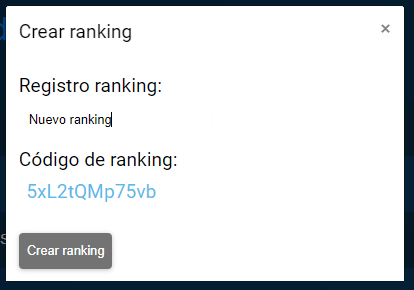 Crear ranking ×
Registro ranking:
Nuevo ranking
Código de ranking:
5xL2tQMp75vb
Crear ranking